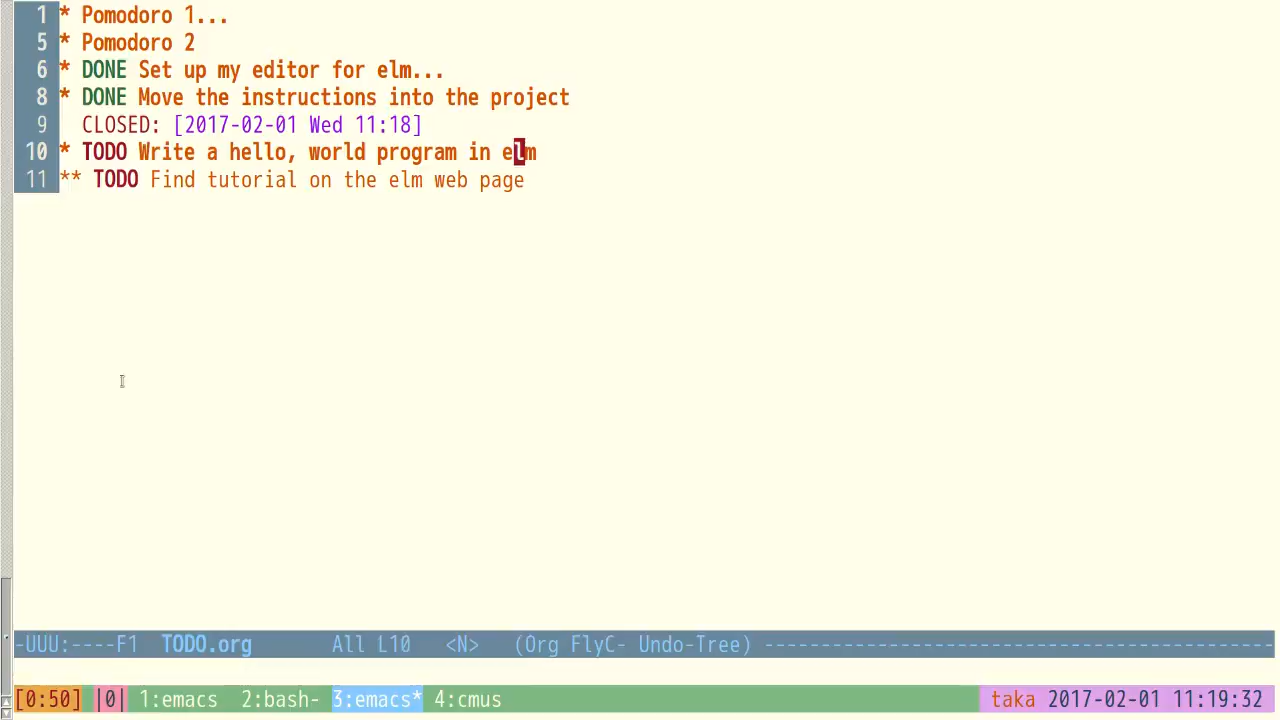 1 * Pomodoro 1...
5 * Pomodoro 2
6 * DONE Set up my editor for elm...
8 * DONE Move the instructions into the project
9 CLOSED: [2017-02-01 Wed 11:18]
10 * TODO Write a hello, world program in elm
11 ** TODO Find tutorial on the elm web page
-UUU:----F1 TODO.org All L10 <N> (Org FlyC- Undo-Tree) ---------------------------------------------
[0:50] |0| 1:emacs 2:bash- 3:emacs* 4:cmus taka 2017-02-01 11:19:32